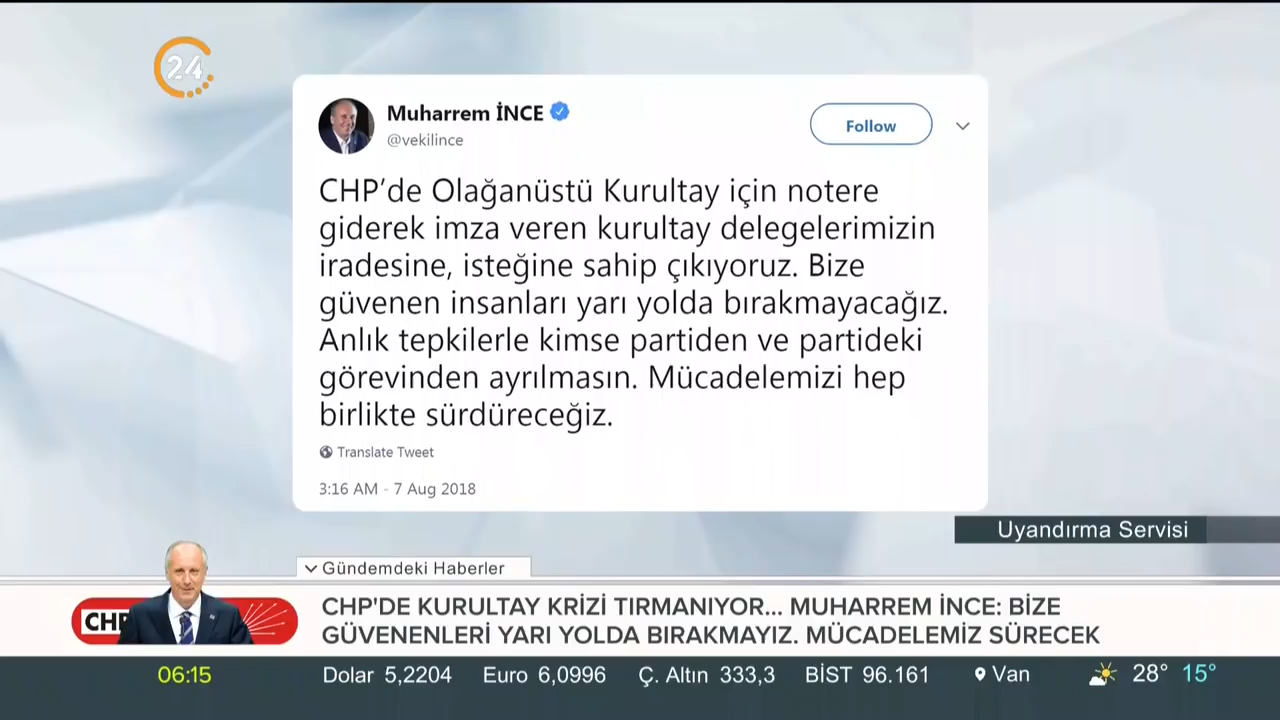 24
Muharrem İNCE
@vekilince
Follow
CHP’de Olağanüstü Kurultay için notere
giderek imza veren kurultay delegelerimizin
iradesine, isteğine sahip çıkıyoruz. Bize
güvenen insanları yarı yolda bırakmayacağız.
Anlık tepkilerle kimse partiden ve partideki
görevinden ayrılmasın. Mücadelemizi hep
birlikte sürdüreceğiz.
Translate Tweet
3:16 AM - 7 Aug 2018
Uyandırma Servisi
Gündemdeki Haberler
CHP'DE KURULTAY KRİZİ TIRMANIYOR... MUHARREM İNCE: BİZE
GÜVENENLERİ YARI YOLDA BIRAKMAYIZ. MÜCADELEMİZ SÜRECEK
06:15 Dolar 5,2204 Euro 6,0996 Ç. Altın 333,3 BİST 96.161 Van 28° 15°